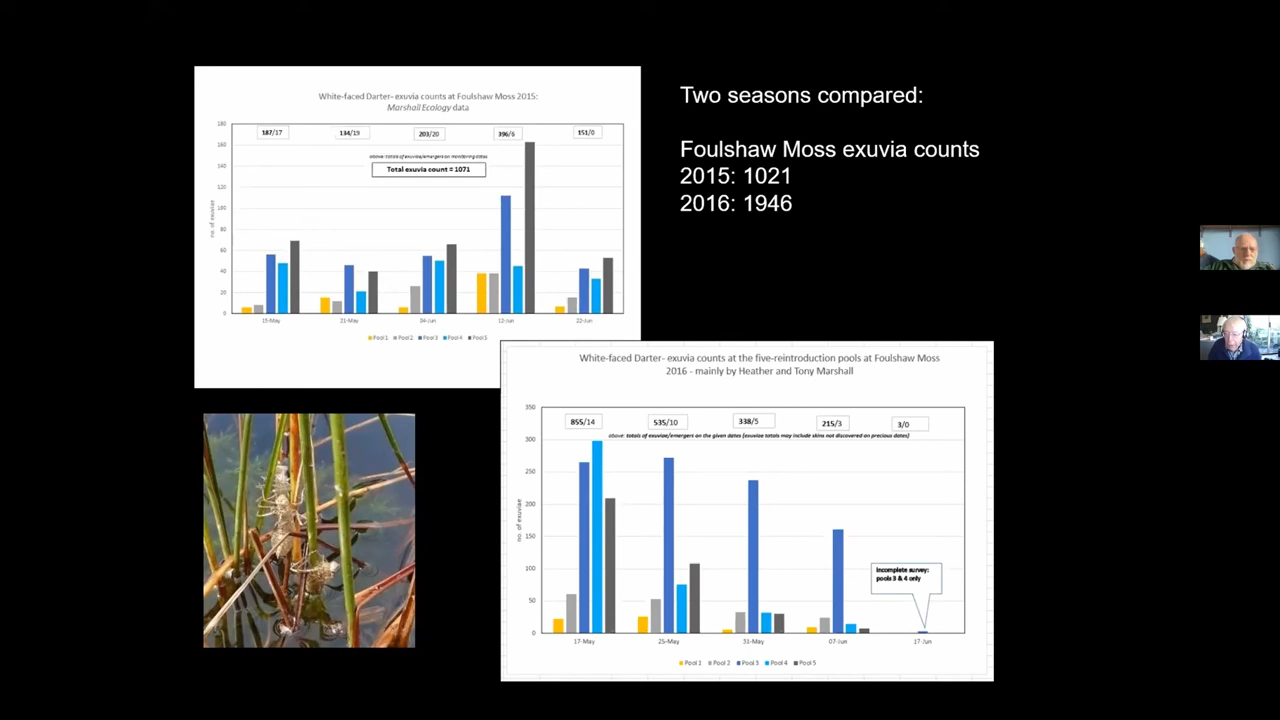 White-faced Darter- exuvia counts at Foulshaw Moss 2015:
Marshall Ecology data
187/17 134/19 203/20 396/6 151/0
above: totals of exuviae/emergers on monitoring dates
Total exuvia count = 1071
180
160
140
120
100
80
60
40
20
0
no. of exuviae
15-May 21-May 04-Jun 12-Jun 22-Jun
Pool 1 Pool 2 Pool 3 Pool 4 Pool 5
Two seasons compared:
Foulshaw Moss exuvia counts
2015: 1021
2016: 1946
White-faced Darter- exuvia counts at the five-reintroduction pools at Foulshaw Moss
2016 - mainly by Heather and Tony Marshall
855/14 535/10 338/5 215/3 3/0
above: totals of exuviae/emergers on the given dates (exuviae totals may include skins not discovered on precious dates)
350
300
250
200
150
100
50
0
no. of exuviae
incomplete survey:
pools 3 & 4 only
17-May 25-May 31-May 07-Jun 17-Jun
Pool 1 Pool 2 Pool 3 Pool 4 Pool 5